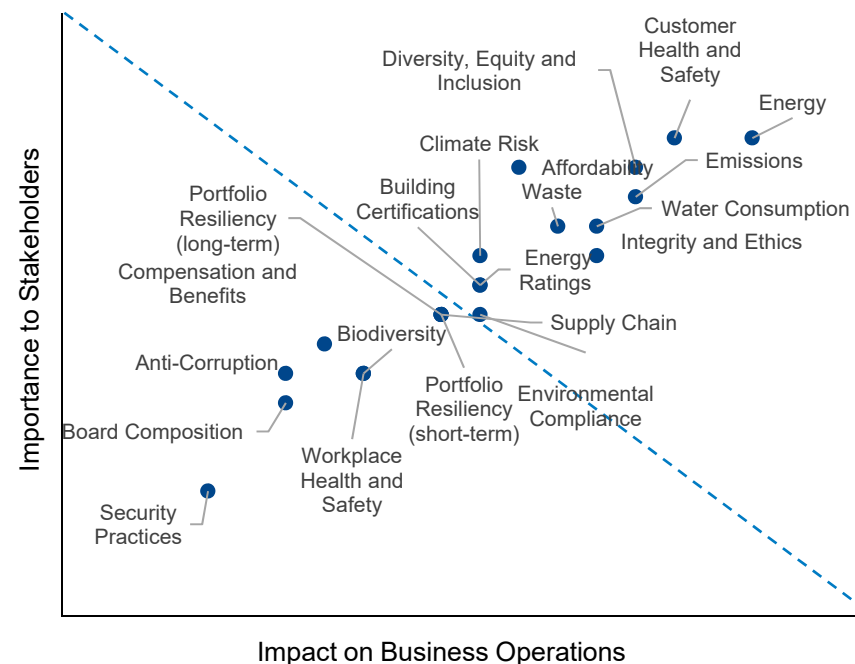 Customer
Health and
Safety
Diversity, Equity and
Inclusion
Energy
Climate Risk
Affordability
Emissions
Waste
Building
Certifications
Portfolio
Resiliency
(long-term)
Water Consumption
Integrity and Ethics
Energy
Ratings
Compensation and
Benefits
Supply Chain
Biodiversity
Anti-Corruption
Portfolio
Resiliency
(short-term)
Environmental
Compliance
Board Composition
Workplace
Health and
Safety
Security
Practices
Importance to Stakeholders
Impact on Business Operations